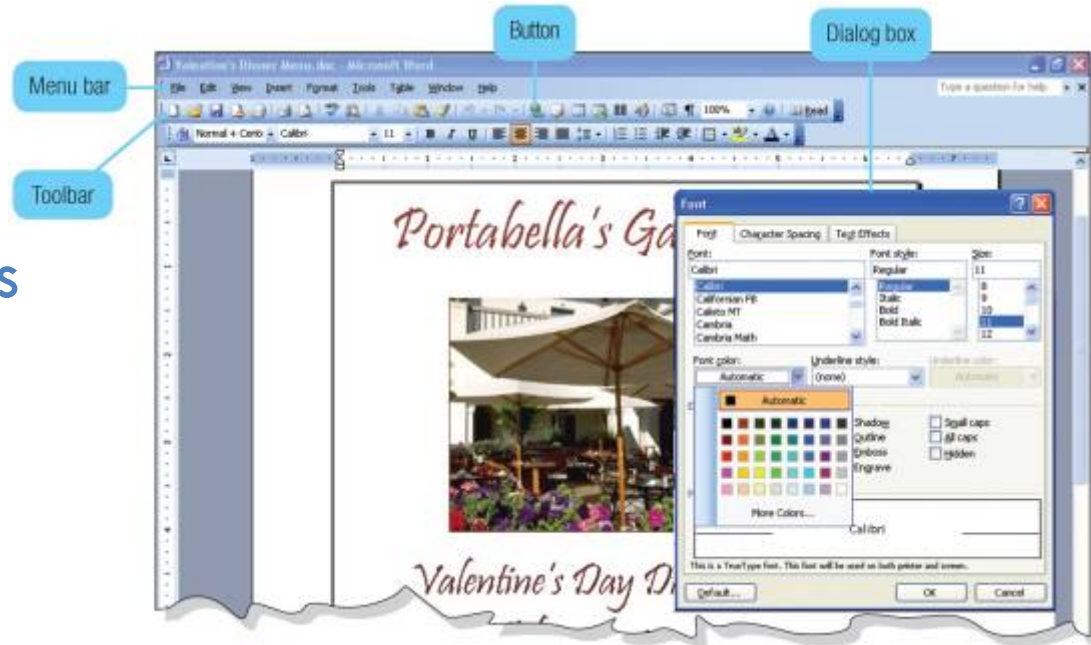 Button
Dialog box
Menu bar
Toolbar
s
Valentine's Dinner Menu.doc - Microsoft Word
File Edit View Insert Format Tools Table Window Help
Type a question for help
100% Read
Normal + Centr Calibri 11 B I U
Portabella's Ga
Valentine's Day Di
Font
Font Character Spacing Text Effects
Font: Font style: Size:
Calibri Regular 11
Calibri Regular 8
Californian FB Italic 9
Calisto MT Bold 10
Cambria Bold Italic 11
Cambria Math 12
Font color: Underline style: Underline color:
Automatic (none) Automatic
Automatic
Shadow Small caps
Outline All caps
Emboss Hidden
Engrave
More Colors...
Calibri
This is a TrueType font. This font will be used on both printer and screen.
Default... OK Cancel